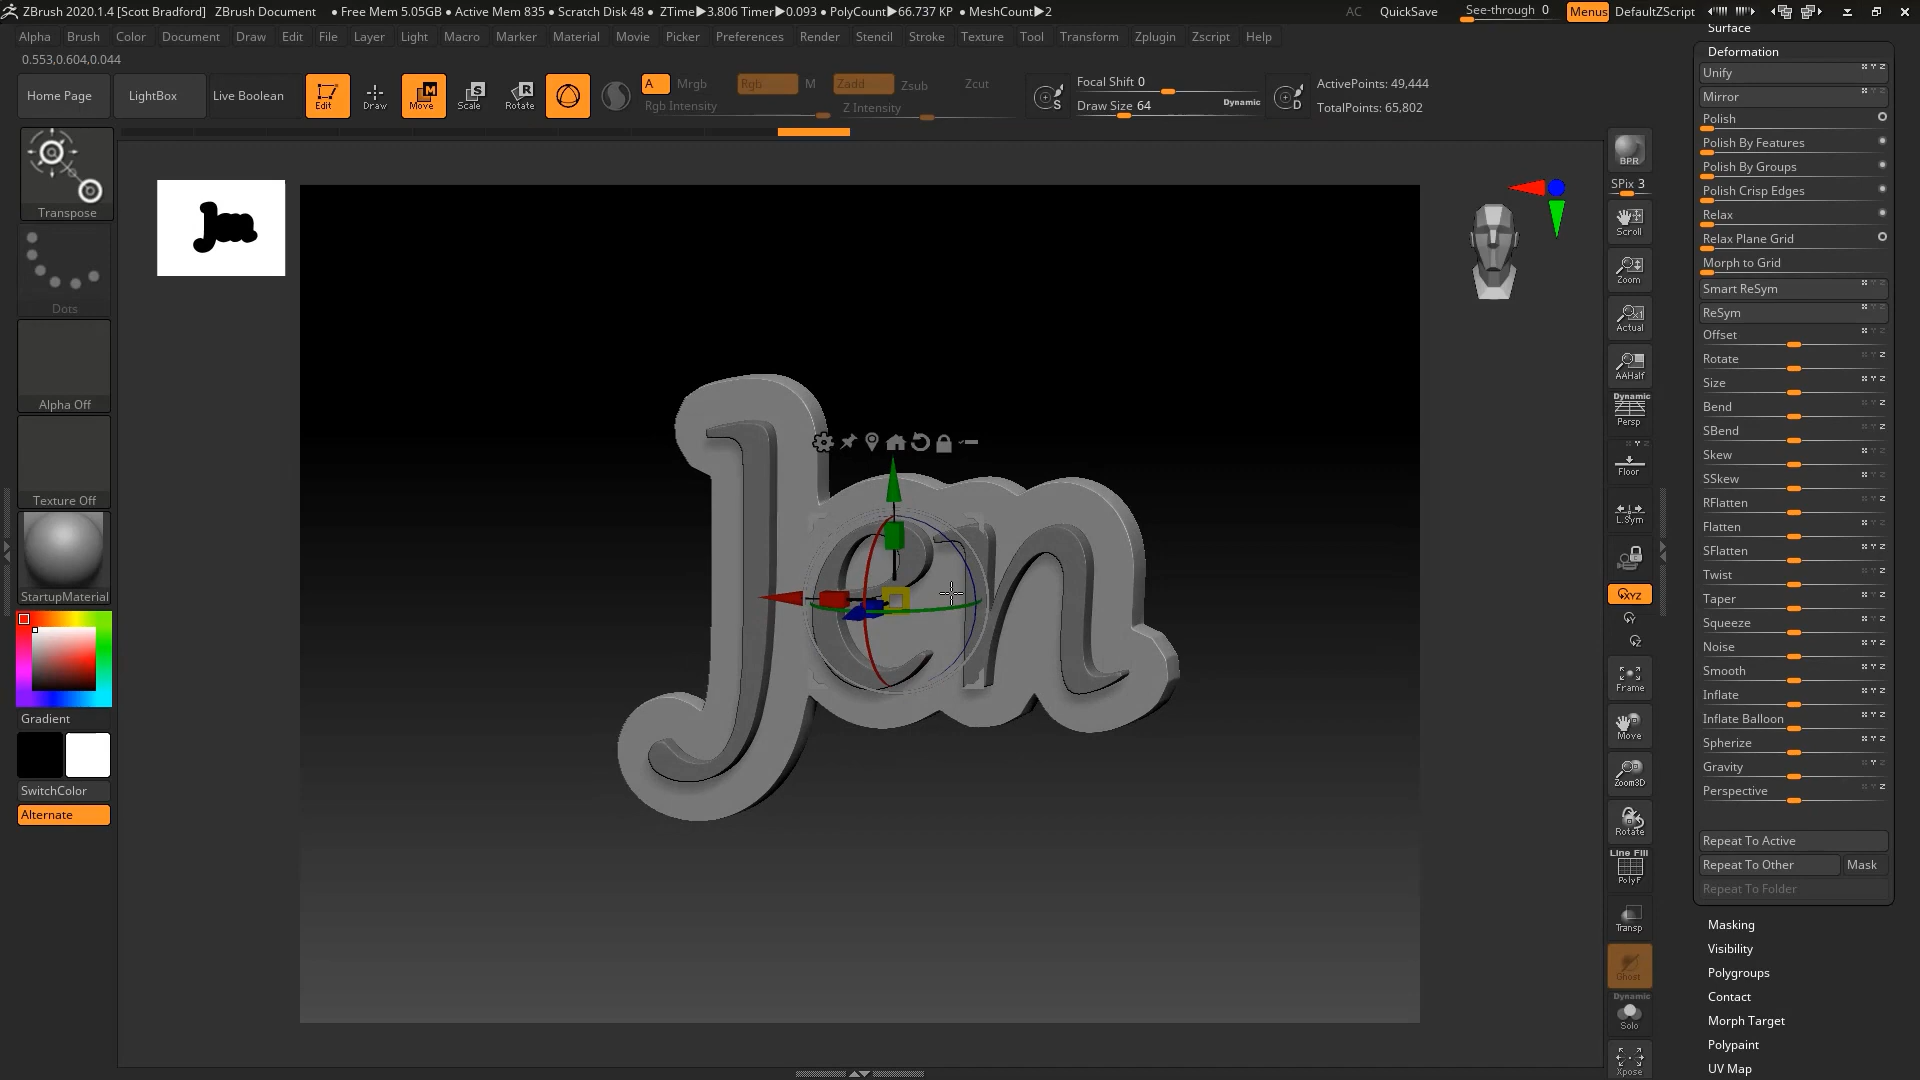 ZBrush 2020.1.4 [Scott Bradford] ZBrush Document • Free Mem 5.05GB • Active Mem 835 • Scratch Disk 48 • ZTime▶3.806 Timer▶0.093 • PolyCount▶66.737 KP • MeshCount▶2 AC QuickSave See-through 0 Menus DefaultZScript
Alpha Brush Color Document Draw Edit File Layer Light Macro Marker Material Movie Picker Preferences Render Stencil Stroke Texture Tool Transform Zplugin Zscript Help
0.553,0.604,0.044
Home Page LightBox Live Boolean Edit Draw Move Scale Rotate
A Mrgb Rgb M Zadd Zsub Zcut
Rgb Intensity Z Intensity
Focal Shift 0
Draw Size 64 Dynamic
S D
ActivePoints: 49,444
TotalPoints: 65,802
Transpose
Dots
Alpha Off
Texture Off
StartupMaterial
Gradient
SwitchColor
Alternate
Jen
Jen
BPR
SPix 3
Scroll
Zoom
Actual
AAHalf
Dynamic
Persp
Floor
L.Sym
XYZ
Y
Z
Frame
Move
Zoom3D
Rotate
Line Fill
PolyF
Transp
Ghost
Dynamic
Solo
Xpose
Surface
Deformation
Unify
Mirror
Polish
Polish By Features
Polish By Groups
Polish Crisp Edges
Relax
Relax Plane Grid
Morph to Grid
Smart ReSym
ReSym
Offset
Rotate
Size
Bend
SBend
Skew
SSkew
RFlatten
Flatten
SFlatten
Twist
Taper
Squeeze
Noise
Smooth
Inflate
Inflate Balloon
Spherize
Gravity
Perspective
Repeat To Active
Repeat To Other Mask
Repeat To Folder
Masking
Visibility
Polygroups
Contact
Morph Target
Polypaint
UV Map